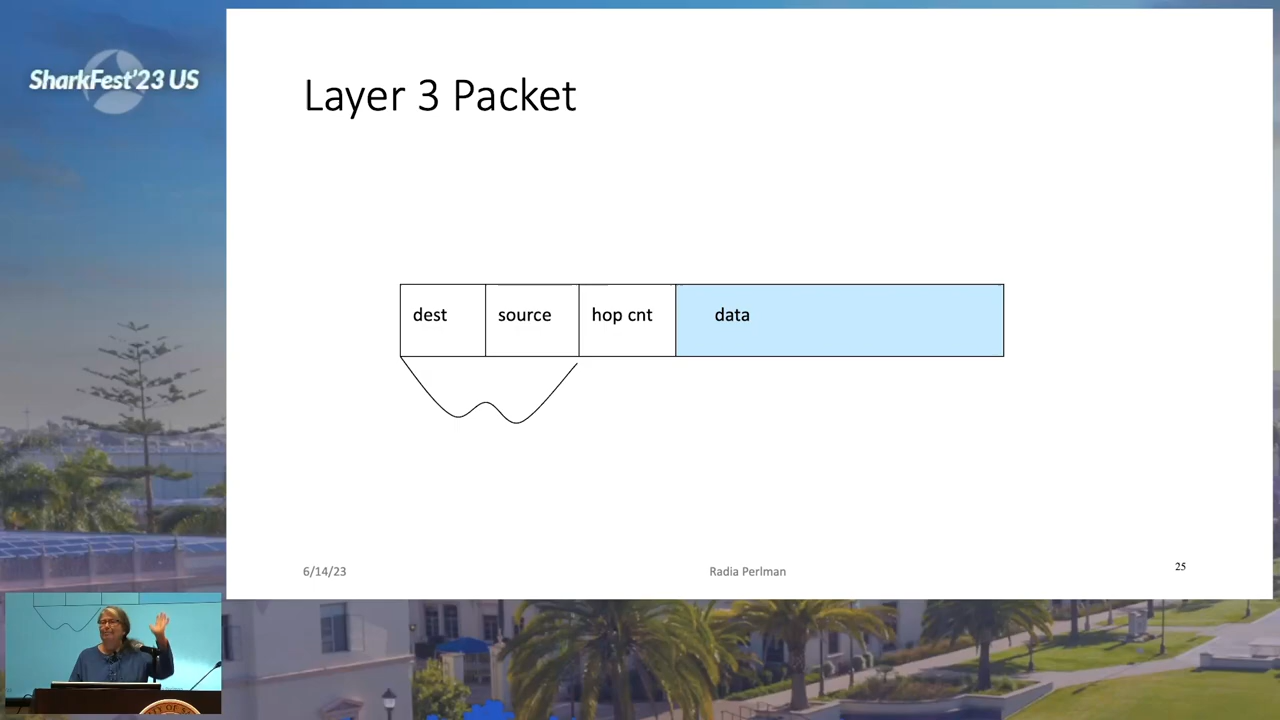 SharkFest'23 US
Layer 3 Packet
dest source hop cnt data
6/14/23 Radia Perlman 25